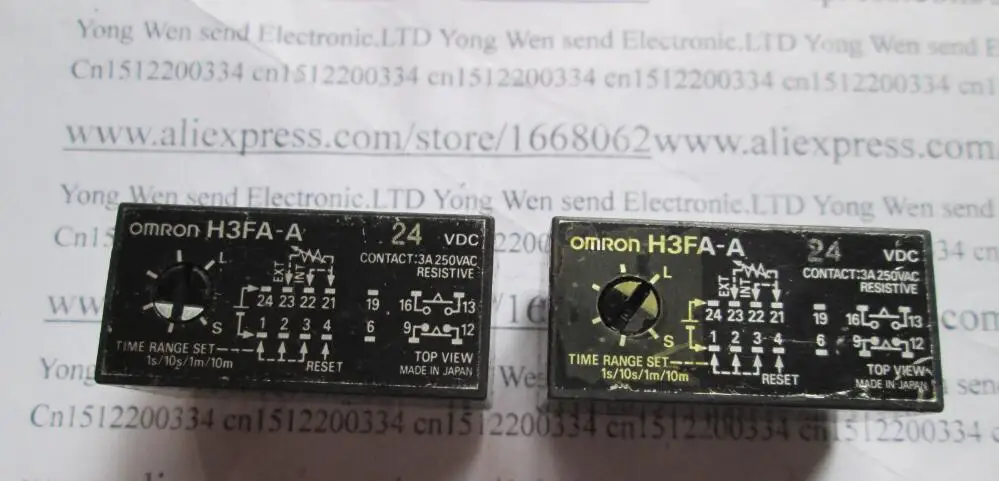 Yong Wen send Electronic.LTD Yong Wen send Electronic.LTD Yong Wen send E
Cn1512200334 cn1512200334 cn1512200334 cn1512200334 cn1
www.aliexpress.com/store/1668062www.aliexpress.com
Yong Wen send Electronic.LTD Yong Wen send Electronic.LTD Yong Wen send
omron H3FA-A 24 VDC
CONTACT:3A 250VAC
RESISTIVE
L
EXT
INT
24 23 22 21 19 16 13
S
1 2 3 4 6 9 12
TIME RANGE SET
1s/10s/1m/10m
RESET
TOP VIEW
MADE IN JAPAN
omron H3FA-A 24 VDC
CONTACT:3A 250VAC
RESISTIVE
L
EXT
INT
24 23 22 21 19 16 13
S
1 2 3 4 6 9 12
TIME RANGE SET
1s/10s/1m/10m
RESET
TOP VIEW
MADE IN JAPAN
Cn1512200334 cn1512200334 cn1512200334 cn1512200334 cn1